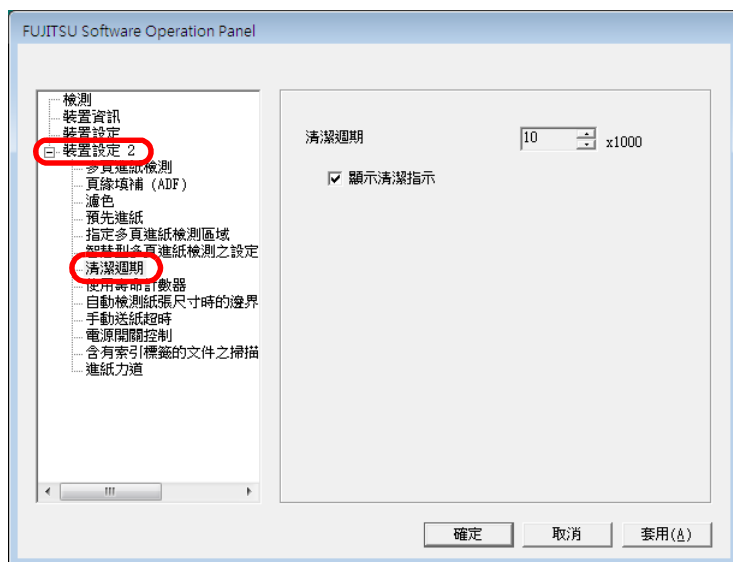 FUJITSU Software Operation Panel
檢測
裝置資訊
裝置設定
裝置設定 2
多頁進紙檢測
頁緣填補 (ADF)
濾色
預先進紙
指定多頁進紙檢測區域
智慧型多頁進紙檢測之設定
清潔週期
使用壽命計數器
自動檢測紙張尺寸時的邊界
手動送紙超時
電源開關控制
含有索引標籤的文件之掃描
進紙力道
清潔週期 10 x1000
顯示清潔指示
確定 取消 套用(A)